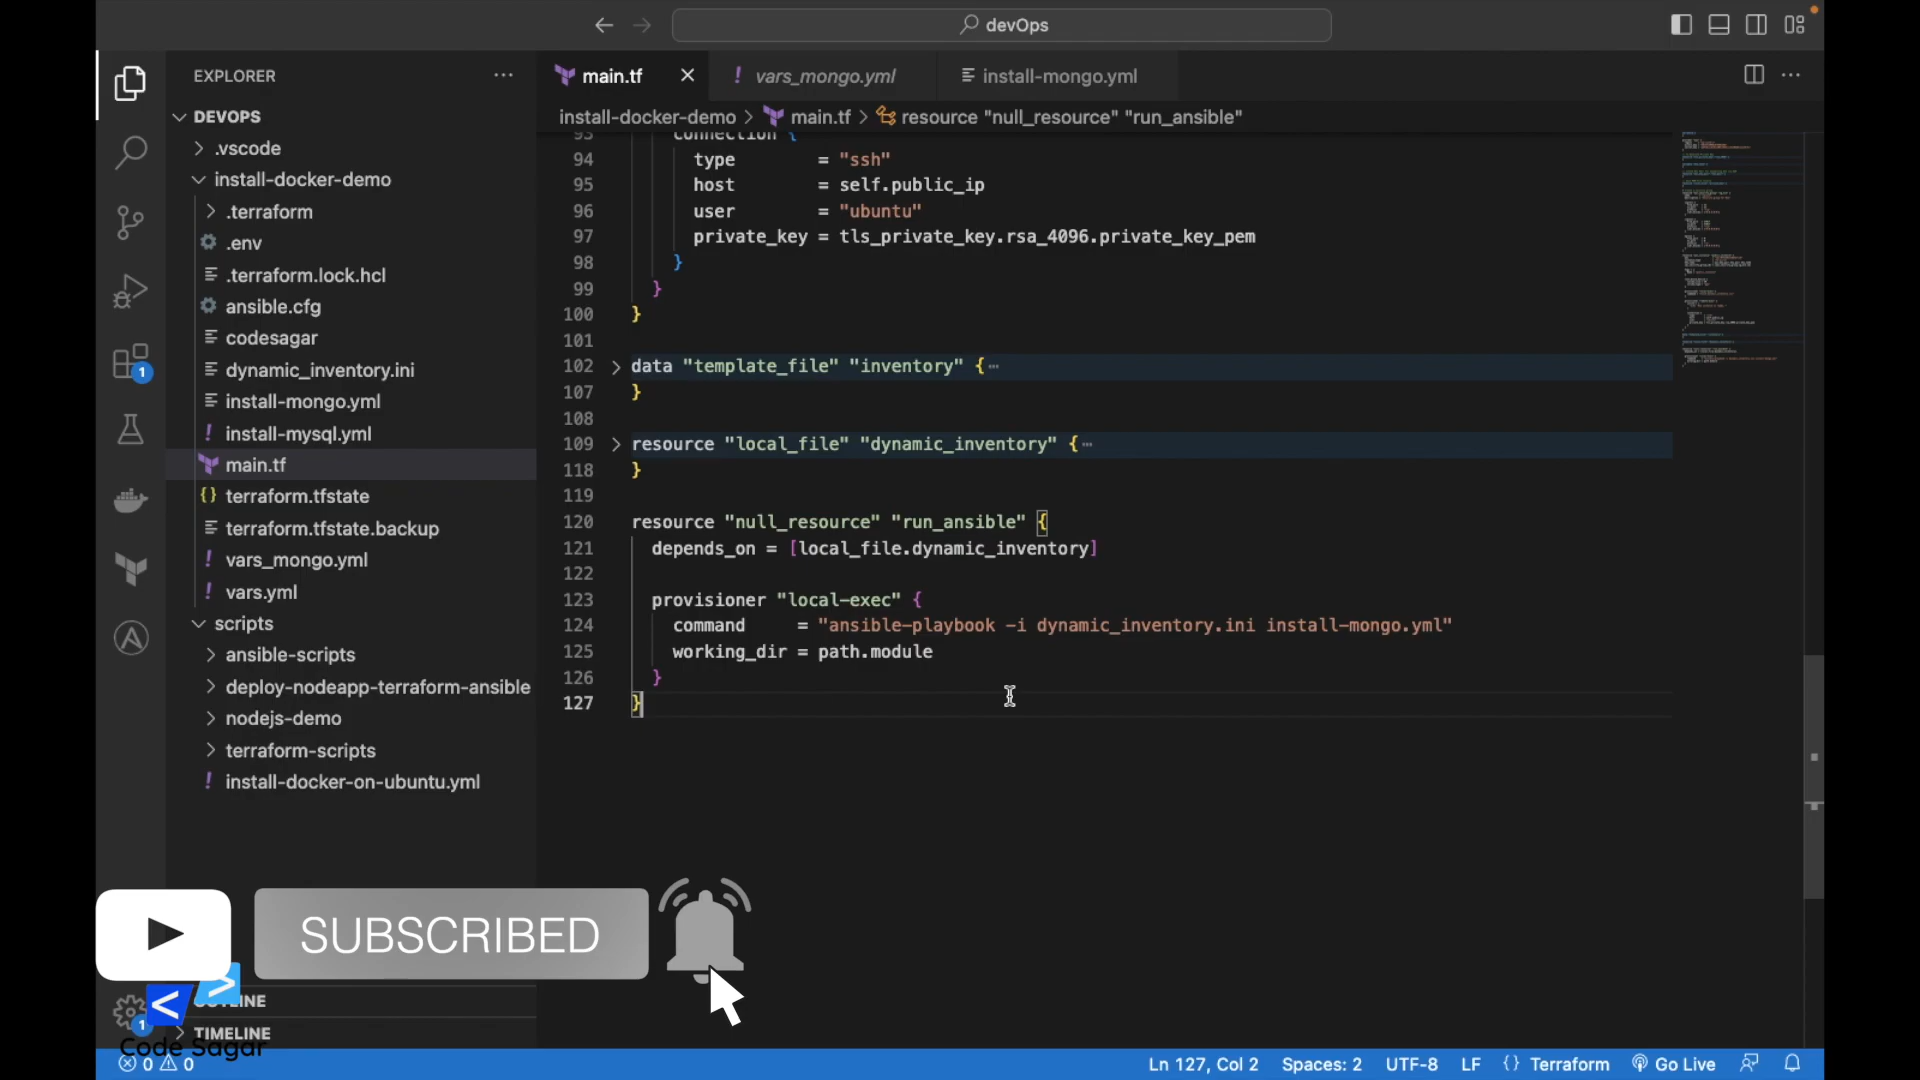 devOps
EXPLORER
DEVOPS
.vscode
install-docker-demo
.terraform
.env
.terraform.lock.hcl
ansible.cfg
codesagar
dynamic_inventory.ini
install-mongo.yml
install-mysql.yml
main.tf
terraform.tfstate
terraform.tfstate.backup
vars_mongo.yml
vars.yml
scripts
ansible-scripts
deploy-nodeapp-terraform-ansible
nodejs-demo
terraform-scripts
install-docker-on-ubuntu.yml
1
main.tf
vars_mongo.yml
install-mongo.yml
install-docker-demo > main.tf > resource "null_resource" "run_ansible"
93 connection {
94 type = "ssh"
95 host = self.public_ip
96 user = "ubuntu"
97 private_key = tls_private_key.rsa_4096.private_key_pem
98 }
99 }
100 }
101
102 data "template_file" "inventory" {
107 }
108
109 resource "local_file" "dynamic_inventory" {
118 }
119
120 resource "null_resource" "run_ansible" {
121 depends_on = [local_file.dynamic_inventory]
122
123 provisioner "local-exec" {
124 command = "ansible-playbook -i dynamic_inventory.ini install-mongo.yml"
125 working_dir = path.module
126 }
127 }
SUBSCRIBED
TIMELINE
1
Code Sagar
0 0
Ln 127, Col 2
Spaces: 2
UTF-8
LF
{} Terraform
Go Live